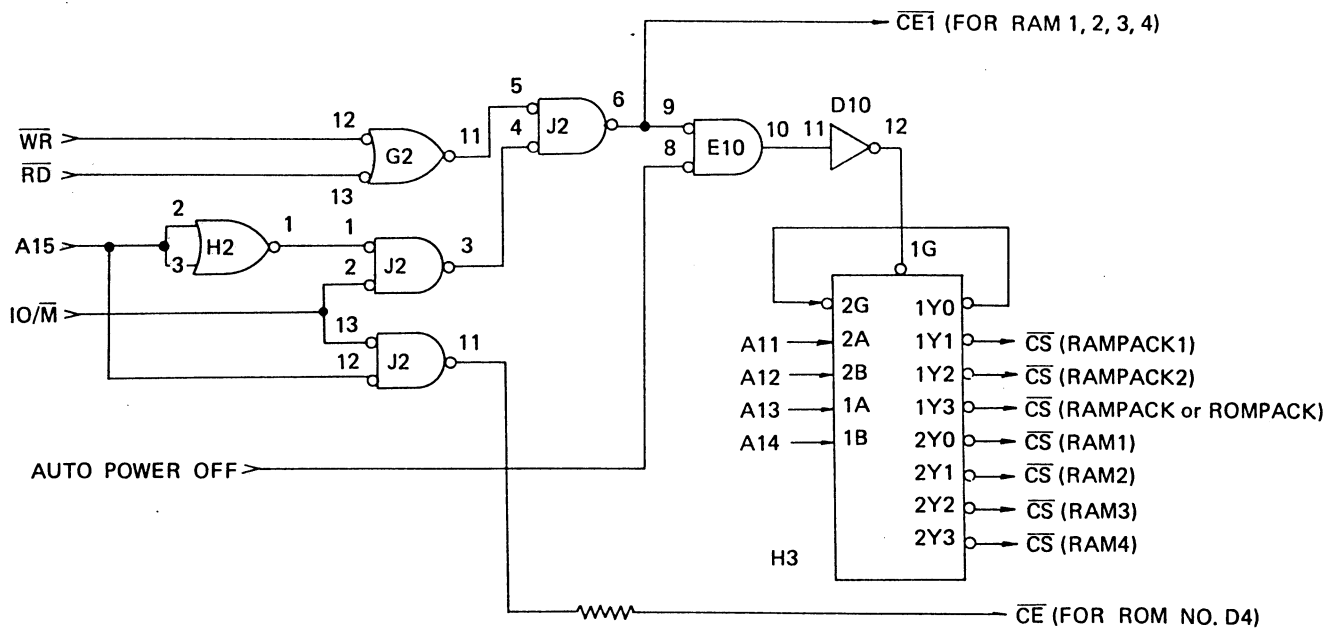 CE1 (FOR RAM 1, 2, 3, 4)
5
6
9
D10
WR
12
11
4
J2
10
11
12
G2
8
E10
RD
13
2
1
1
A15
H2
3
J2
3
2
1G
IO/M
13
2G
1Y0
12
11
J2
A11
2A
1Y1
CS (RAMPACK1)
A12
2B
1Y2
CS (RAMPACK2)
A13
1A
1Y3
CS (RAMPACK or ROMPACK)
A14
1B
2Y0
CS (RAM1)
AUTO POWER OFF
2Y1
CS (RAM2)
2Y2
CS (RAM3)
2Y3
CS (RAM4)
H3
CE (FOR ROM NO. D4)